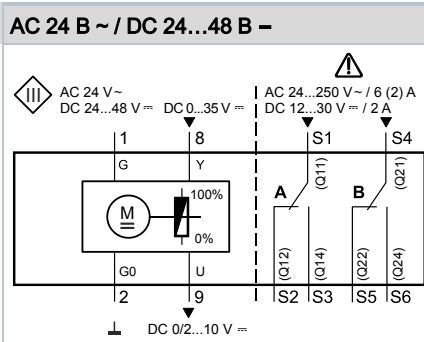 AC 24 В ~ / DC 24...48 В ⎓
III AC 24 V ~ AC 24...250 V ~ / 6 (2) A
DC 24...48 V ⎓ DC 0...35 V ⎓ DC 12...30 V ⎓ / 2 A
1 8 S1 S4
G Y (Q11) (Q21)
100%
A B
M
0%
G0 U (Q12) (Q14) (Q22) (Q24)
2 9 S2 S3 S5 S6
DC 0/2...10 V ⎓